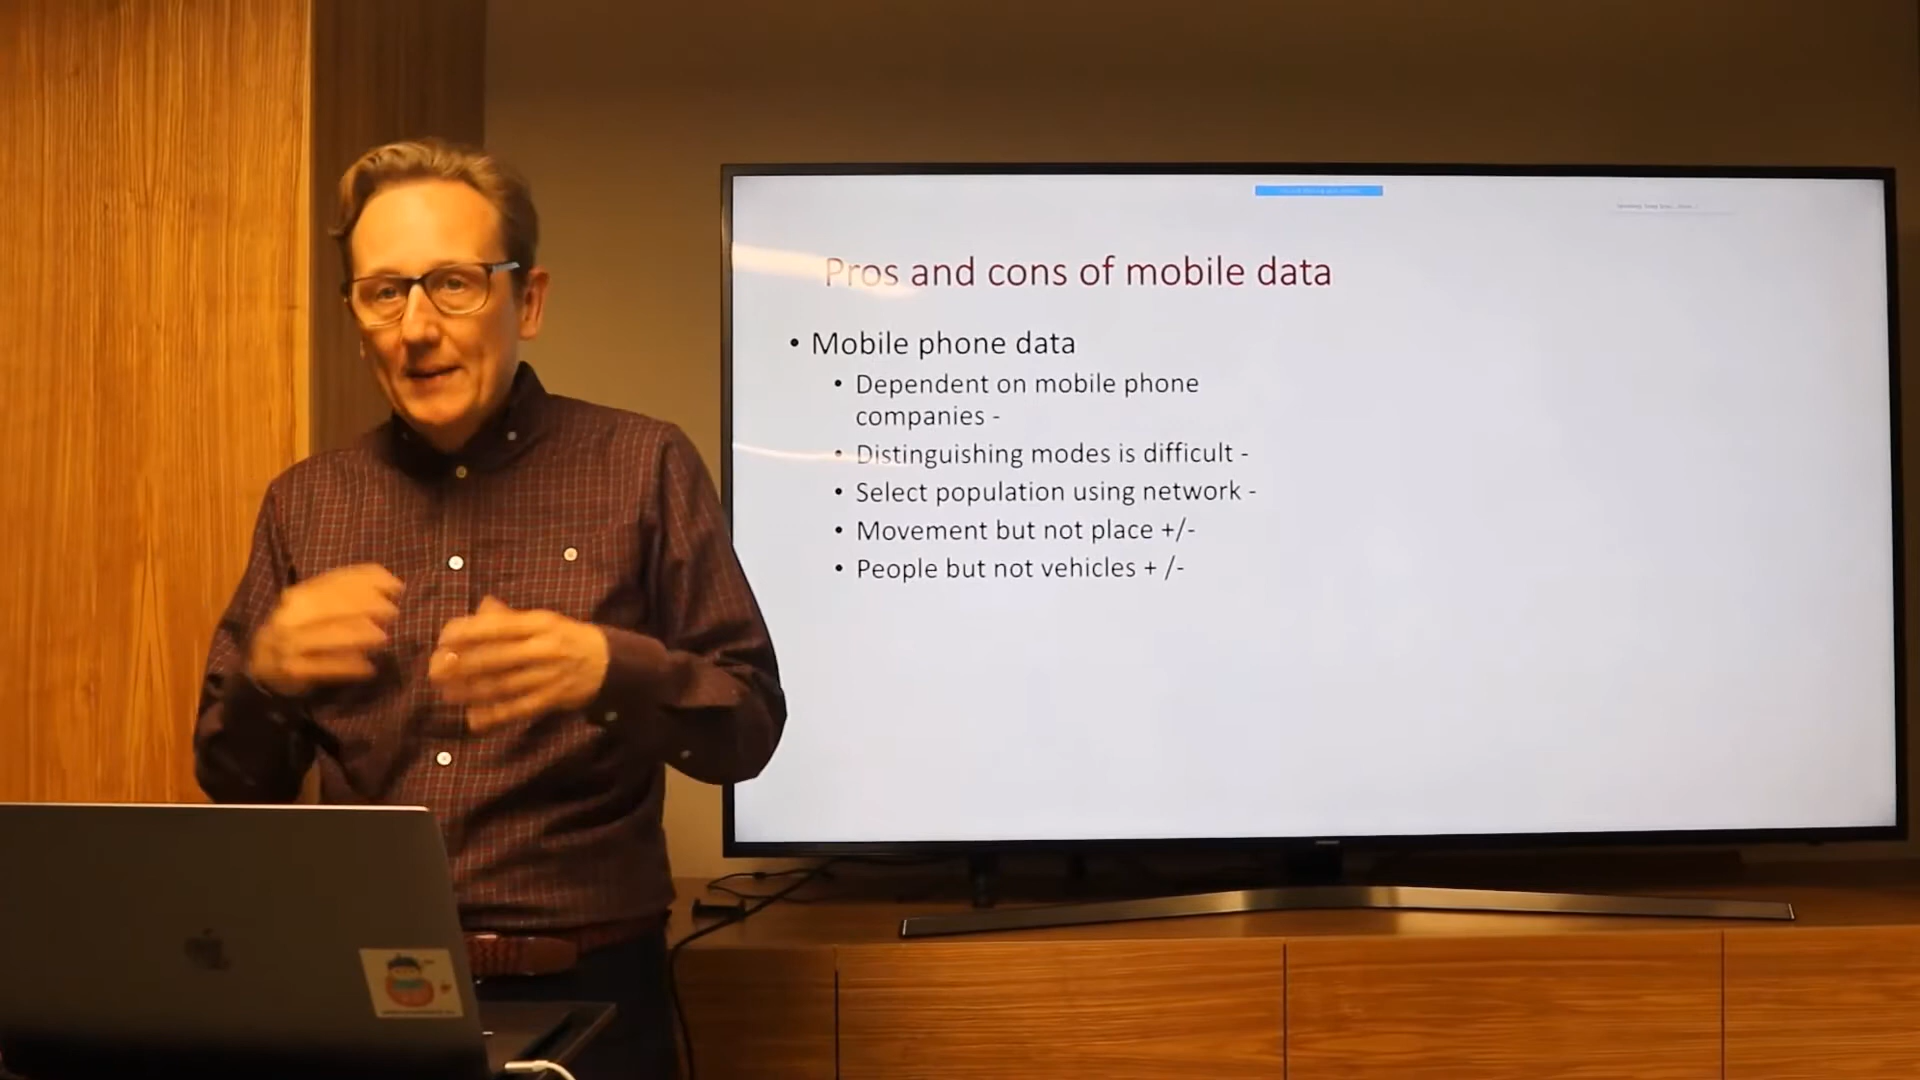 Pros and cons of mobile data
• Mobile phone data
• Dependent on mobile phone
companies -
• Distinguishing modes is difficult -
• Select population using network -
• Movement but not place +/-
• People but not vehicles + /-